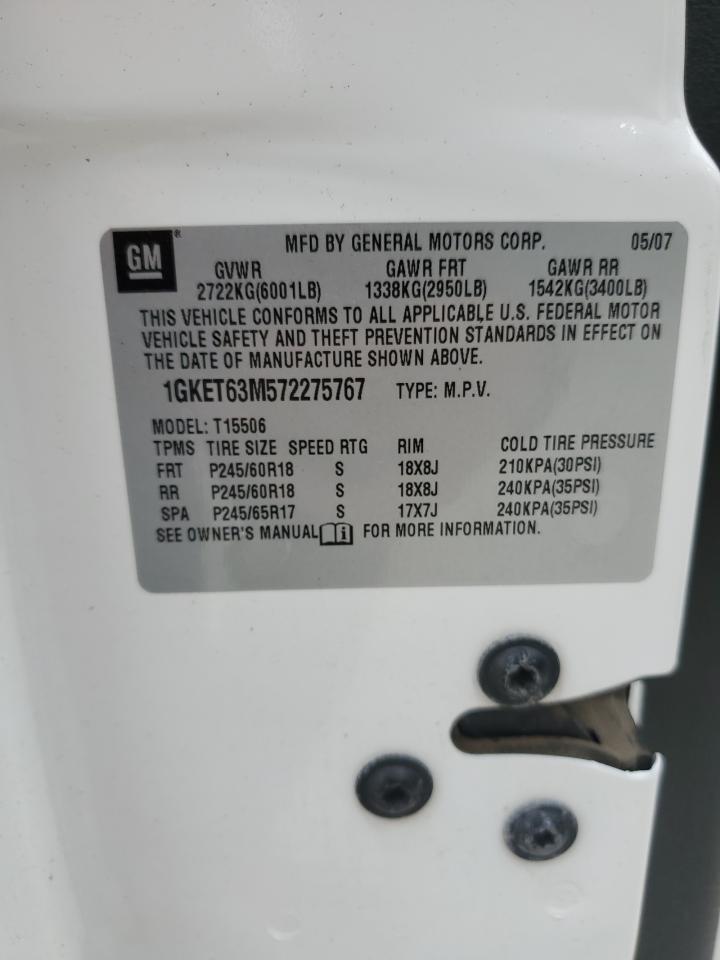 GM ® MFD BY GENERAL MOTORS CORP. 05/07
GVWR GAWR FRT GAWR RR
2722KG(6001LB) 1338KG(2950LB) 1542KG(3400LB)
THIS VEHICLE CONFORMS TO ALL APPLICABLE U.S. FEDERAL MOTOR
VEHICLE SAFETY AND THEFT PREVENTION STANDARDS IN EFFECT ON
THE DATE OF MANUFACTURE SHOWN ABOVE.
1GKET63M572275767 TYPE: M.P.V.
MODEL: T15506
TPMS TIRE SIZE SPEED RTG RIM COLD TIRE PRESSURE
FRT P245/60R18 S 18X8J 210KPA(30PSI)
RR P245/60R18 S 18X8J 240KPA(35PSI)
SPA P245/65R17 S 17X7J 240KPA(35PSI)
SEE OWNER'S MANUAL i FOR MORE INFORMATION.